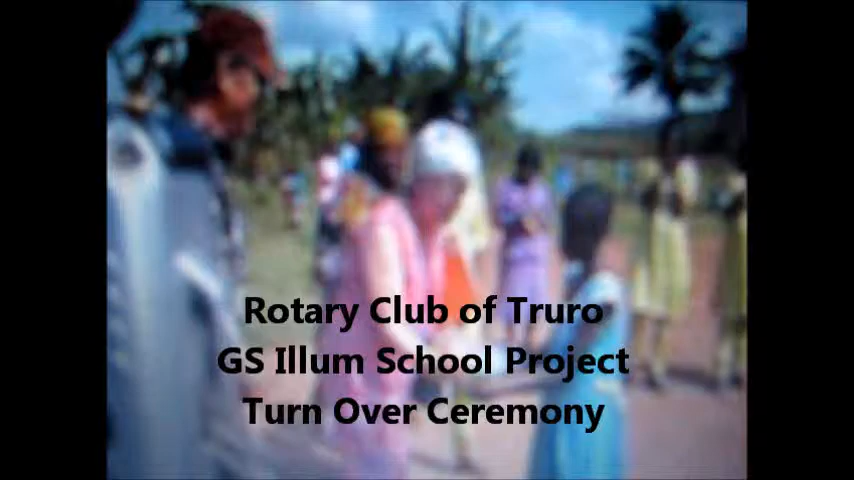 Rotary Club of Truro
GS Illum School Project
Turn Over Ceremony